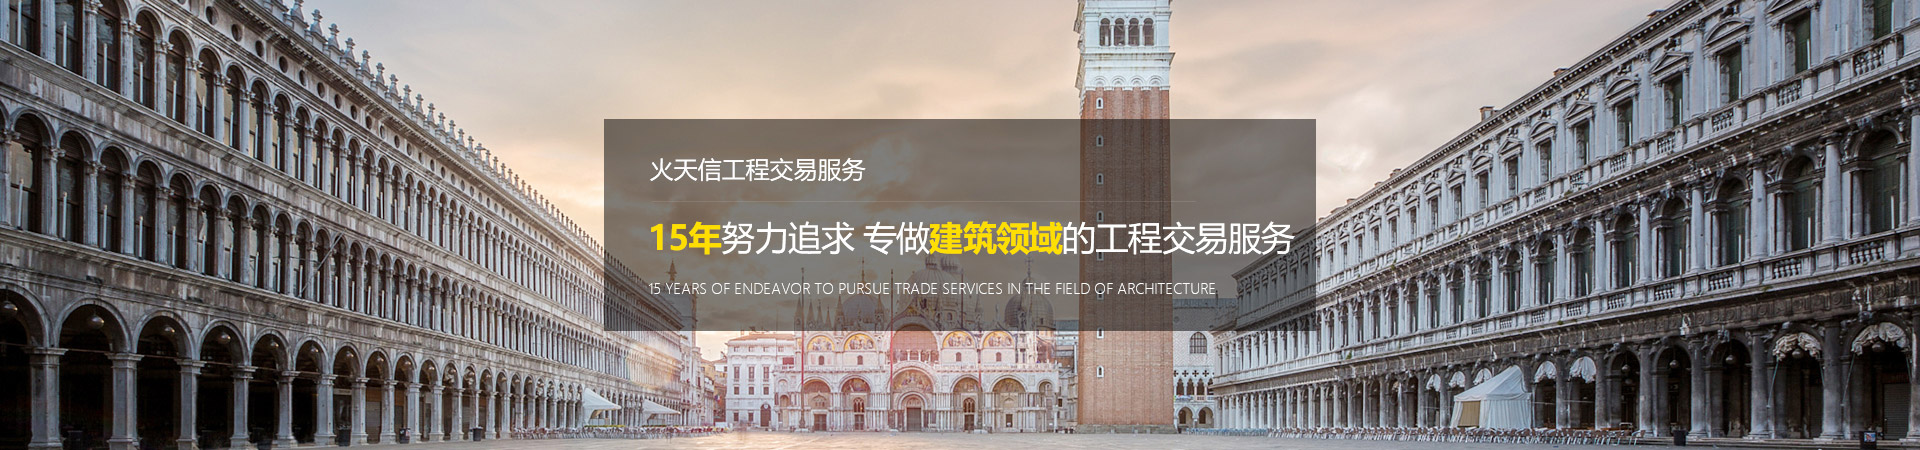 火天信工程交易服务
15年努力追求 专做建筑领域的工程交易服务
15 YEARS OF ENDEAVOR TO PURSUE TRADE SERVICES IN THE FIELD OF ARCHITECTURE